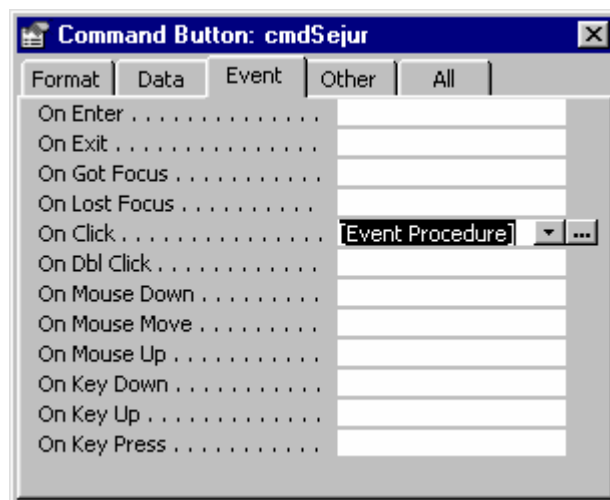 Command Button: cmdSejur
Format Data Event Other All
On Enter . . . . . . . . . . . . . . .
On Exit . . . . . . . . . . . . . . . .
On Got Focus . . . . . . . . . . .
On Lost Focus . . . . . . . . . .
On Click . . . . . . . . . . . . . . . . [Event Procedure] ...
On Dbl Click . . . . . . . . . . . . .
On Mouse Down . . . . . . . . .
On Mouse Move . . . . . . . . .
On Mouse Up . . . . . . . . . . .
On Key Down . . . . . . . . . . .
On Key Up . . . . . . . . . . . . .
On Key Press . . . . . . . . . . .